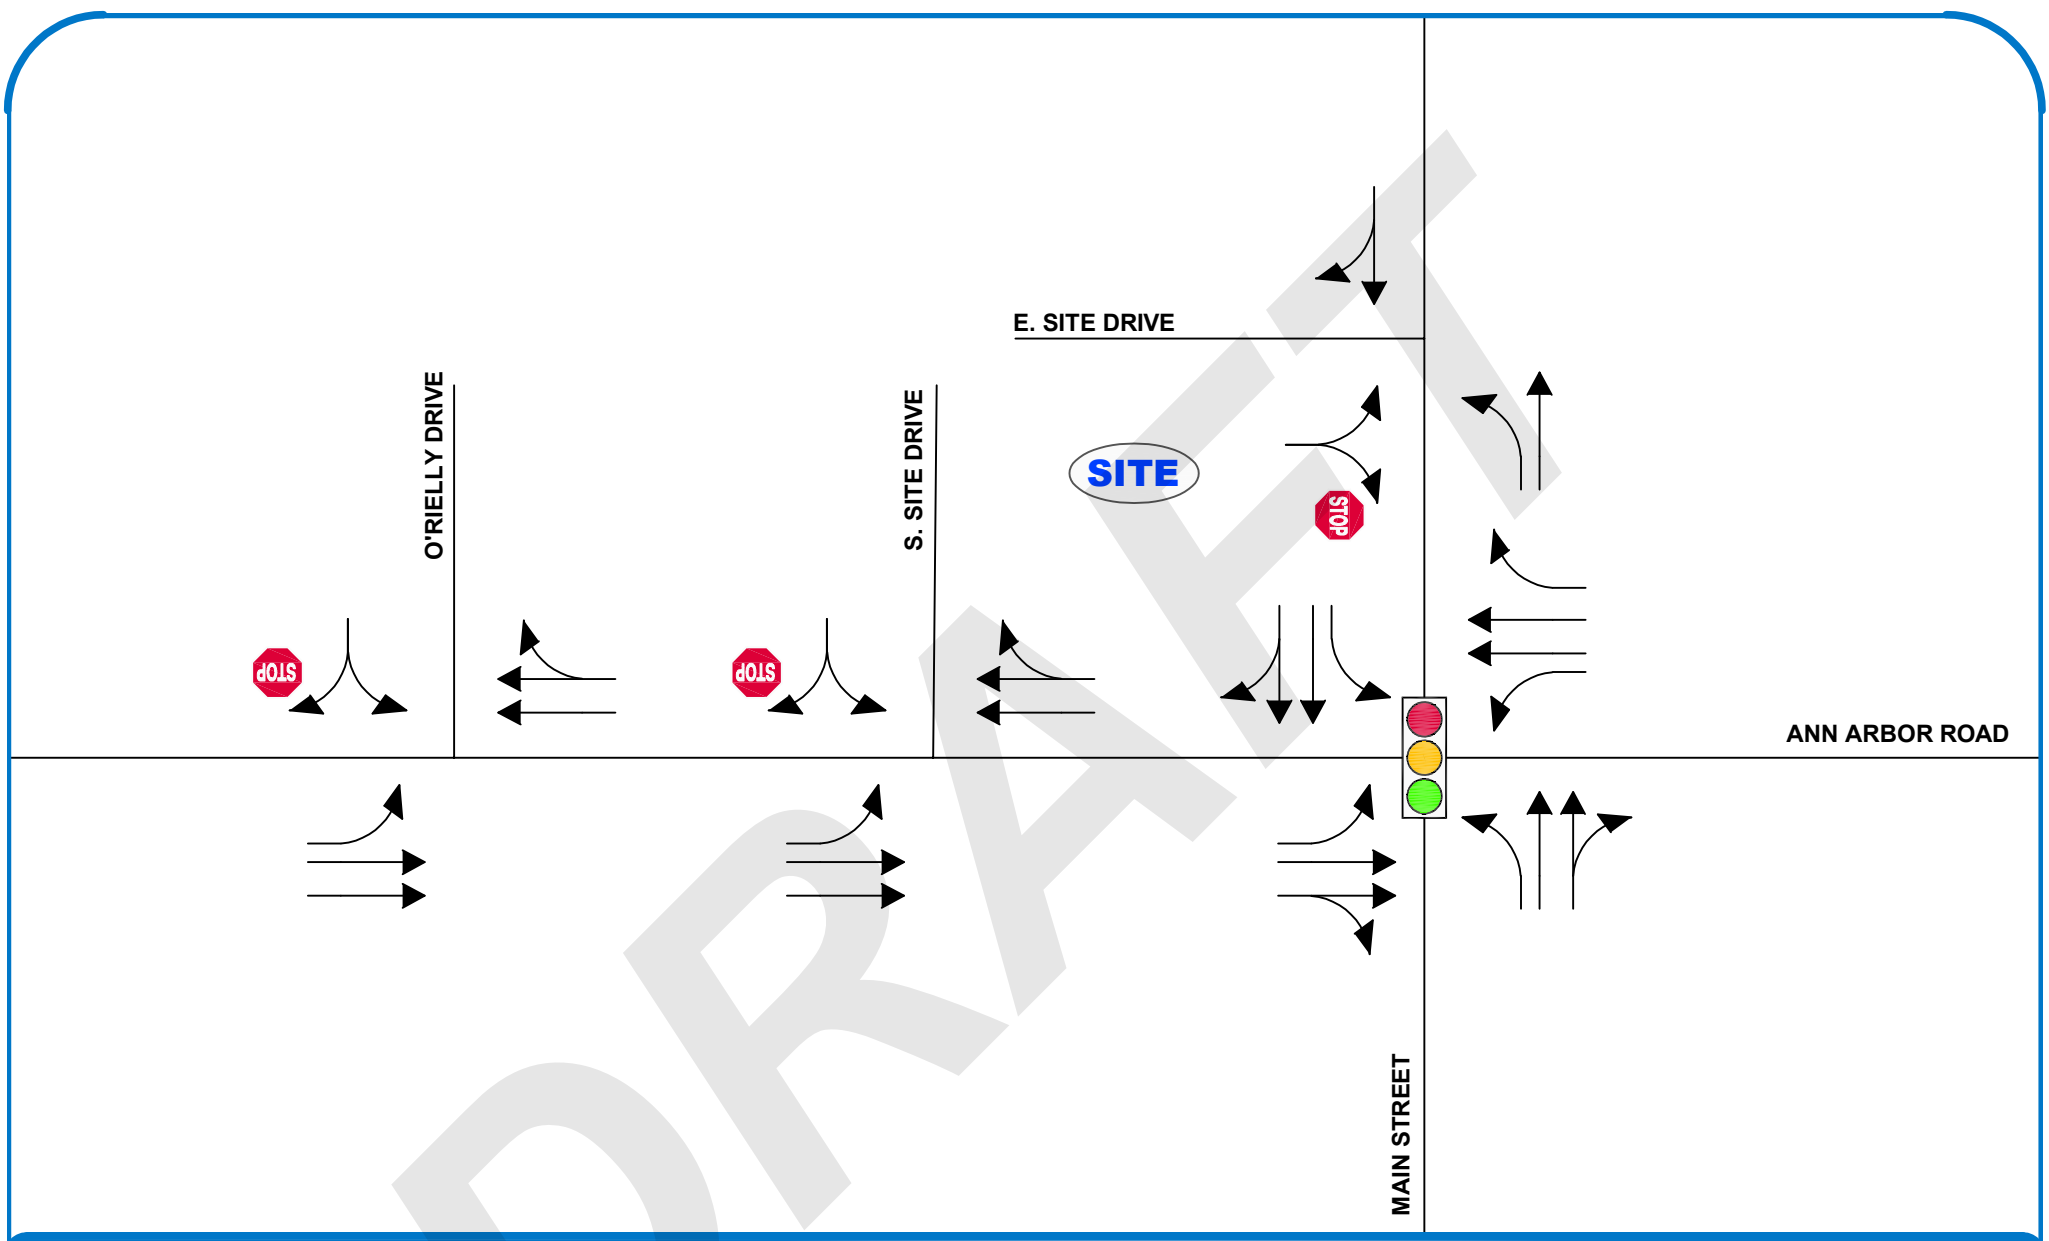 E. SITE DRIVE
O'RIELLY DRIVE
S. SITE DRIVE
SITE
STOP
STOP
STOP
ANN ARBOR ROAD
MAIN STREET
DRAFT